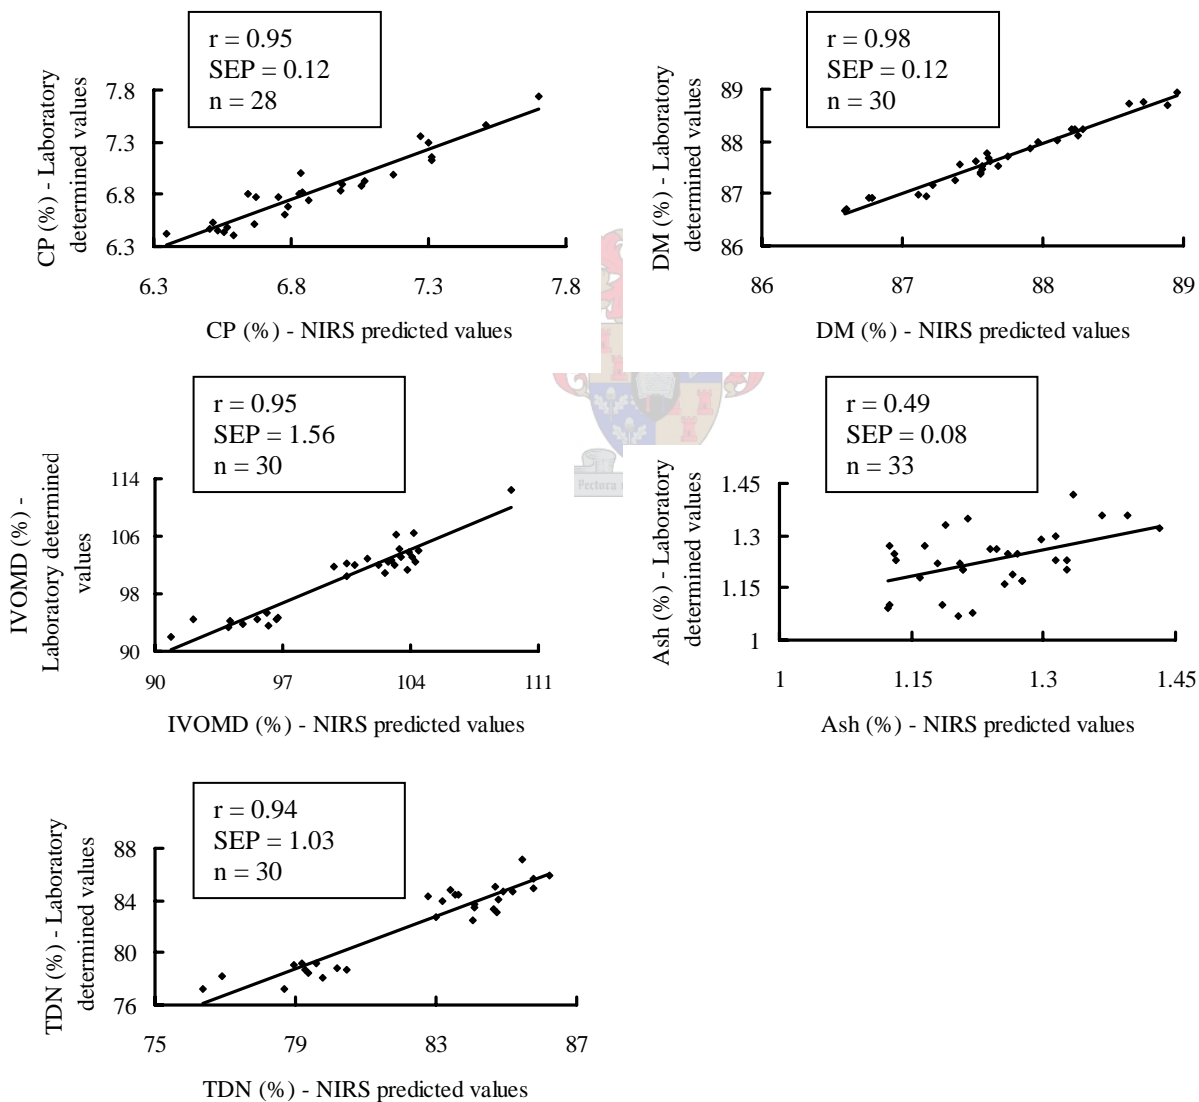 r = 0.95
SEP = 0.12
n = 28
CP (%) - Laboratory
determined values
7.8
7.3
6.8
6.3
6.3 6.8 7.3 7.8
CP (%) - NIRS predicted values
r = 0.98
SEP = 0.12
n = 30
DM (%) - Laboratory
determined values
89
88
87
86
86 87 88 89
DM (%) - NIRS predicted values
r = 0.95
SEP = 1.56
n = 30
IVOMD (%) -
Laboratory determined
values
114
106
98
90
90 97 104 111
IVOMD (%) - NIRS predicted values
r = 0.49
SEP = 0.08
n = 33
Ash (%) - Laboratory
determined values
1.45
1.3
1.15
1
1 1.15 1.3 1.45
Ash (%) - NIRS predicted values
Pectora
r = 0.94
SEP = 1.03
n = 30
TDN (%) - Laboratory
determined values
88
84
80
76
75 79 83 87
TDN (%) - NIRS predicted values